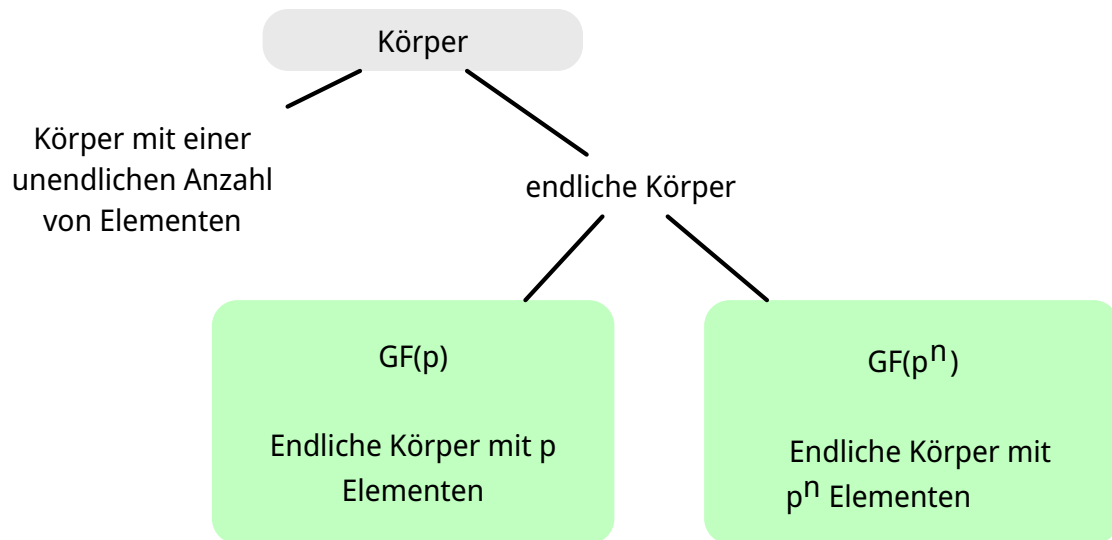 Körper
Körper mit einer
unendlichen Anzahl
von Elementen
endliche Körper
GF(p)
Endliche Körper mit p
Elementen
GF(pⁿ)
Endliche Körper mit
pⁿ Elementen